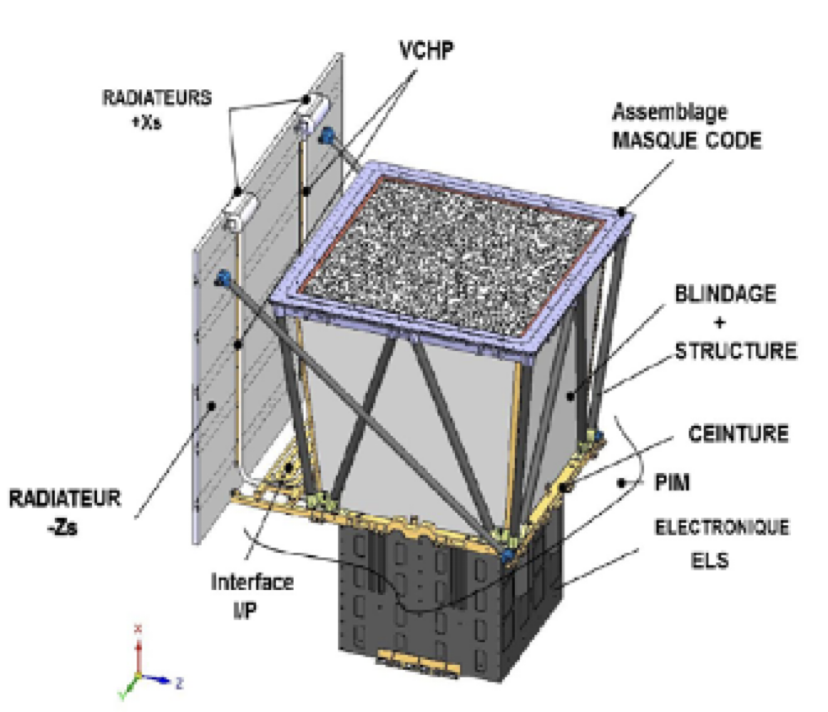 VCHP
RADIATEURS
+Xs
Assemblage
MASQUE CODE
BLINDAGE
+
STRUCTURE
CEINTURE
PIM
RADIATEUR
-Zs
ELECTRONIQUE
ELS
Interface
I/P
X
Z
Y